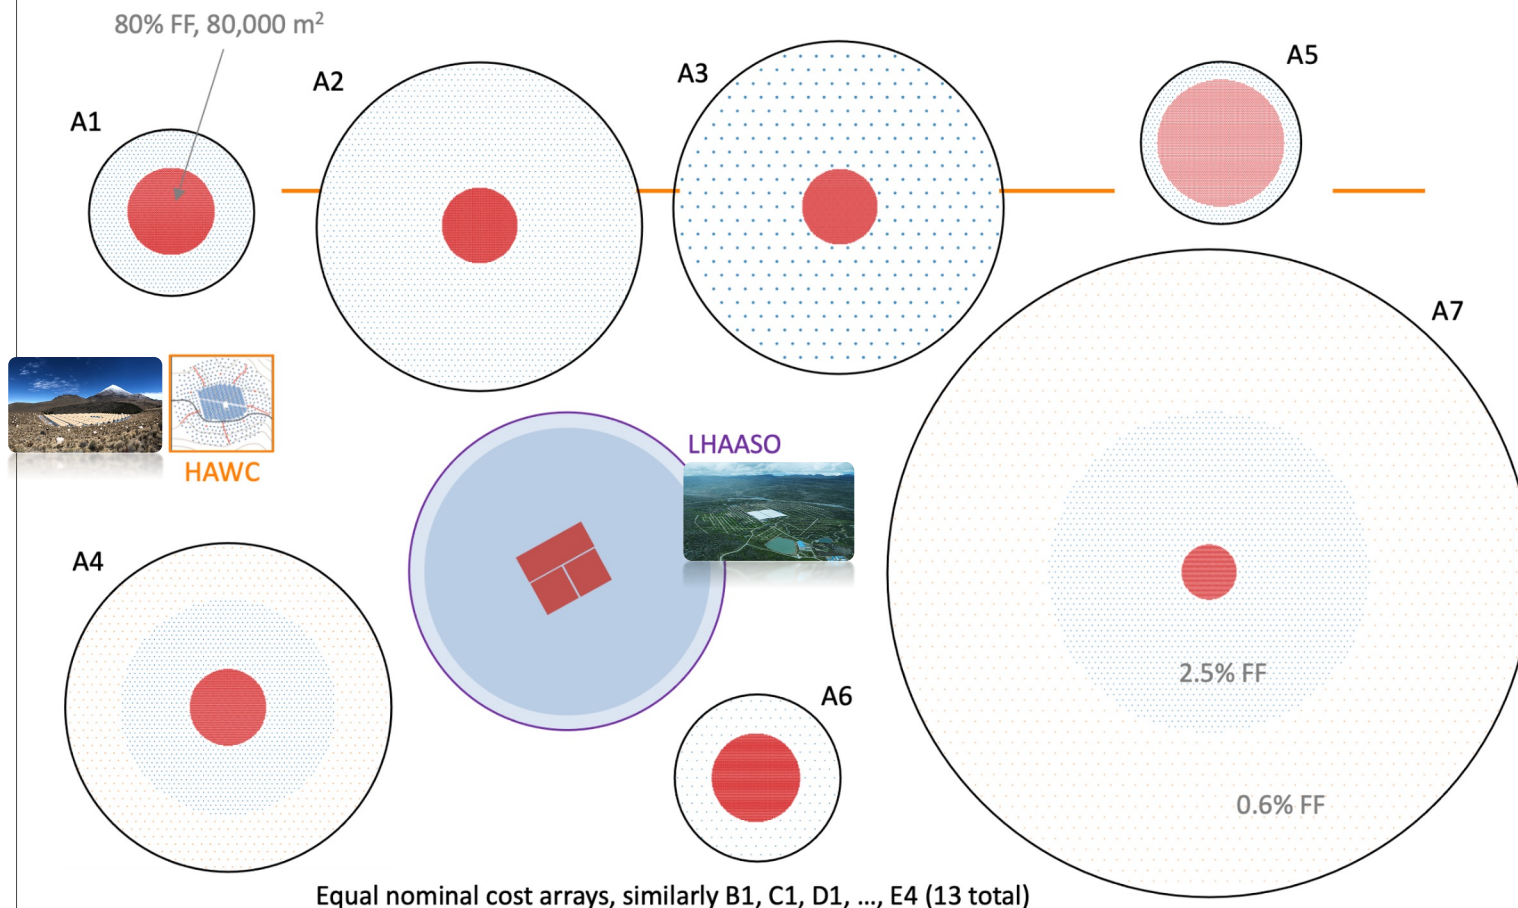 80% FF, 80,000 m²
A1
A2
A3
A5
A7
HAWC
LHAASO
A4
2.5% FF
A6
0.6% FF
Equal nominal cost arrays, similarly B1, C1, D1, ..., E4 (13 total)